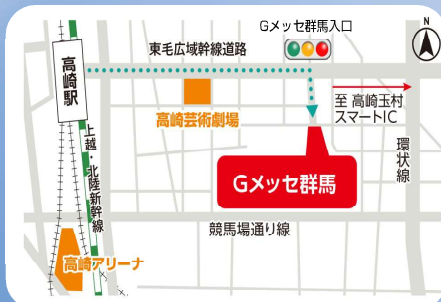 Gメッセ群馬入口
N
東毛広域幹線道路
高崎駅
至 高崎玉村
スマートIC
高崎芸術劇場
上越・北陸新幹線
環状線
Gメッセ群馬
競馬場通り線
高崎アリーナ